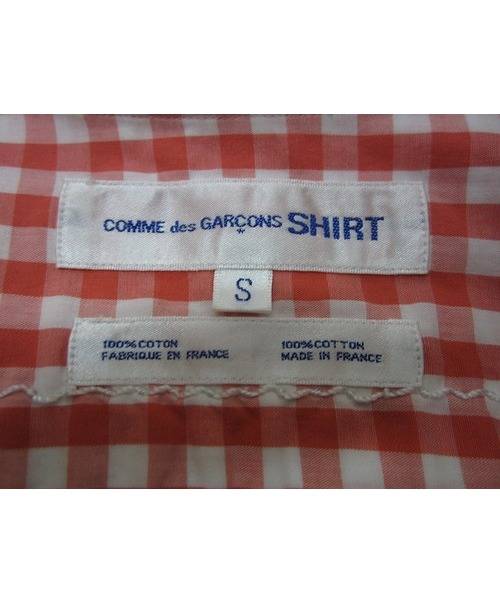 COMME des GARÇONS SHIRT
*
S
100%COTON
FABRIQUE EN FRANCE
100%COTTON
MADE IN FRANCE